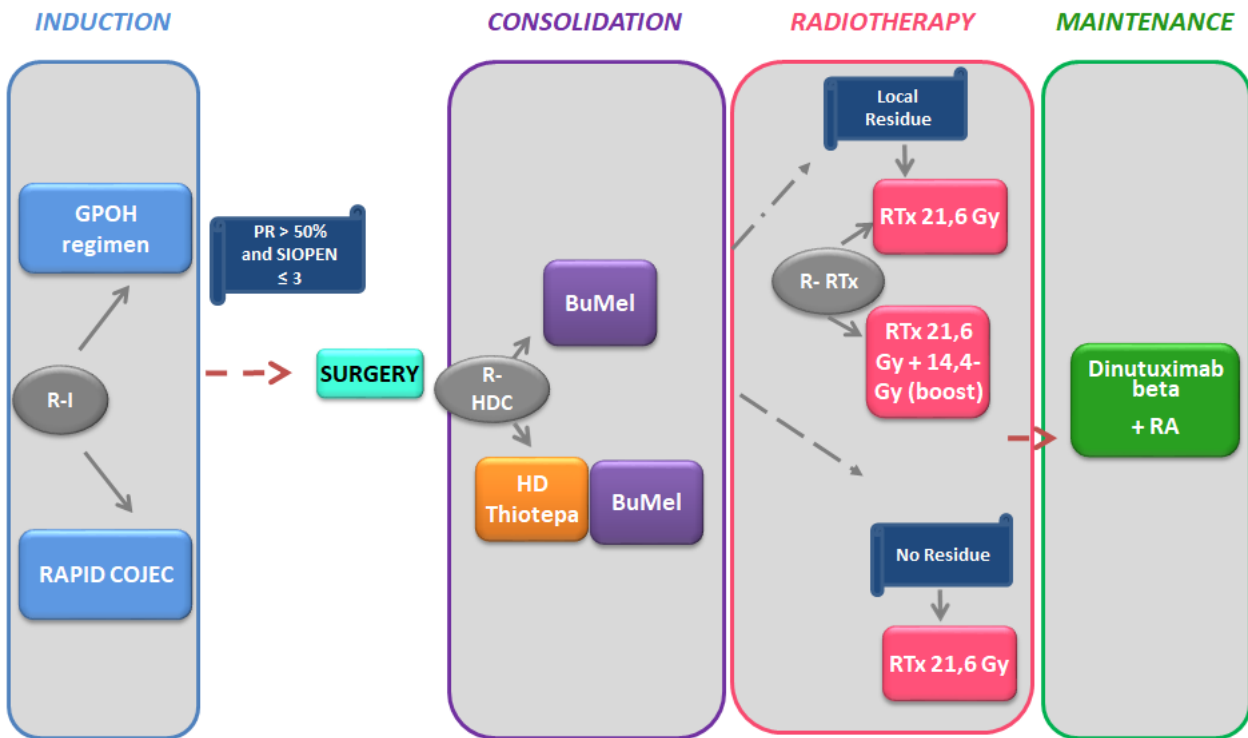 INDUCTION
CONSOLIDATION
RADIOTHERAPY
MAINTENANCE
GPOH
regimen
R-I
RAPID COJEC
PR > 50%
and SIOPEN
≤ 3
SURGERY
R-
HDC
BuMel
HD
Thiotepa
BuMel
Local
Residue
RTx 21,6 Gy
R- RTx
RTx 21,6
Gy + 14,4-
Gy (boost)
No Residue
RTx 21,6 Gy
Dinutuximab
beta
+ RA